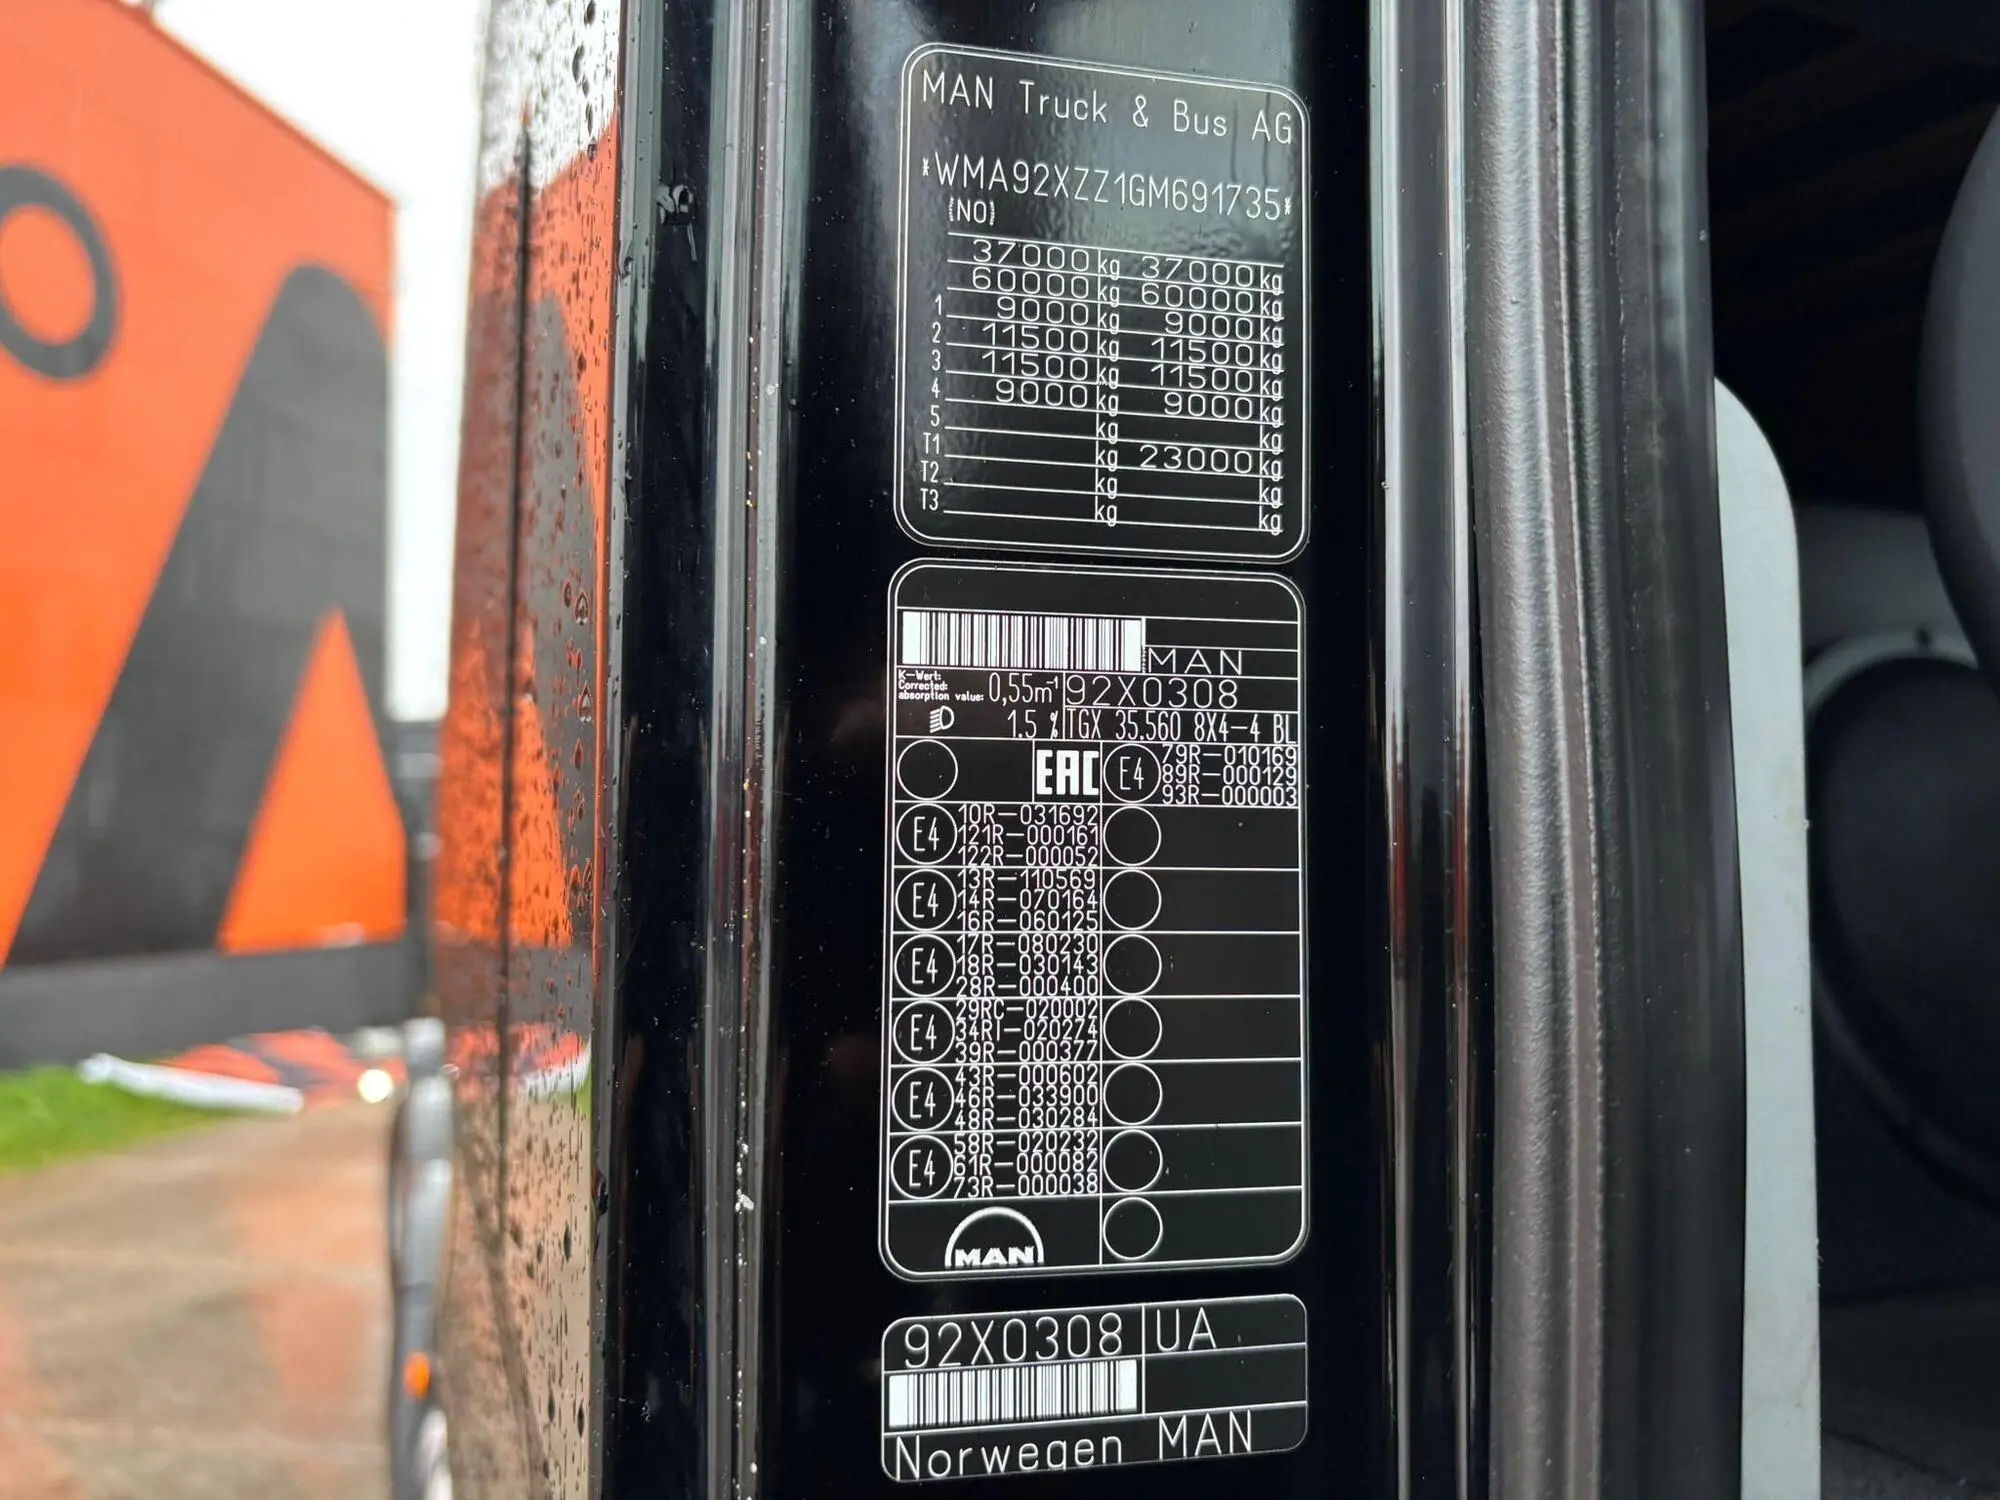 MAN Truck & Bus AG
*WMA92XZZ1GM691735*
(NO)
37000 kg 37000 kg
60000 kg 60000 kg
1 9000 kg 9000 kg
2 11500 kg 11500 kg
3 11500 kg 11500 kg
4 9000 kg 9000 kg
5 kg kg
T1 kg 23000 kg
T2 kg kg
T3 kg kg
MAN
K-Wert:
Corrected
absorption value: 0,55m-1 92X0308
1.5 % TGX 35.560 8X4-4 BL
EAC E4 79R-010169
89R-000129
93R-000003
E4 10R-031692
121R-000161
122R-000052
E4 13R-110569
14R-070164
16R-060125
E4 17R-080230
18R-030143
28R-000400
E4 29RC-020002
34RI-020274
39R-000377
E4 43R-000602
46R-033900
48R-030284
E4 58R-020232
61R-000082
73R-000038
MAN
92X0308 UA
Norwegen MAN